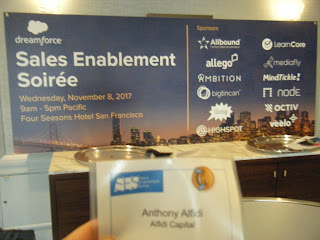 dreamforce
Sales Enablement
Soirée
Wednesday, November 8, 2017
9am - 5pm Pacific
Four Seasons Hotel San Francisco
Sponsors
Allbound
LearnCore
allego
mediafly
AMBITION
MindTickle!
bigtincan
NODE
OCTIV
HIGHSPOT
veelo
Anthony Alfidi
Alfidi Capital